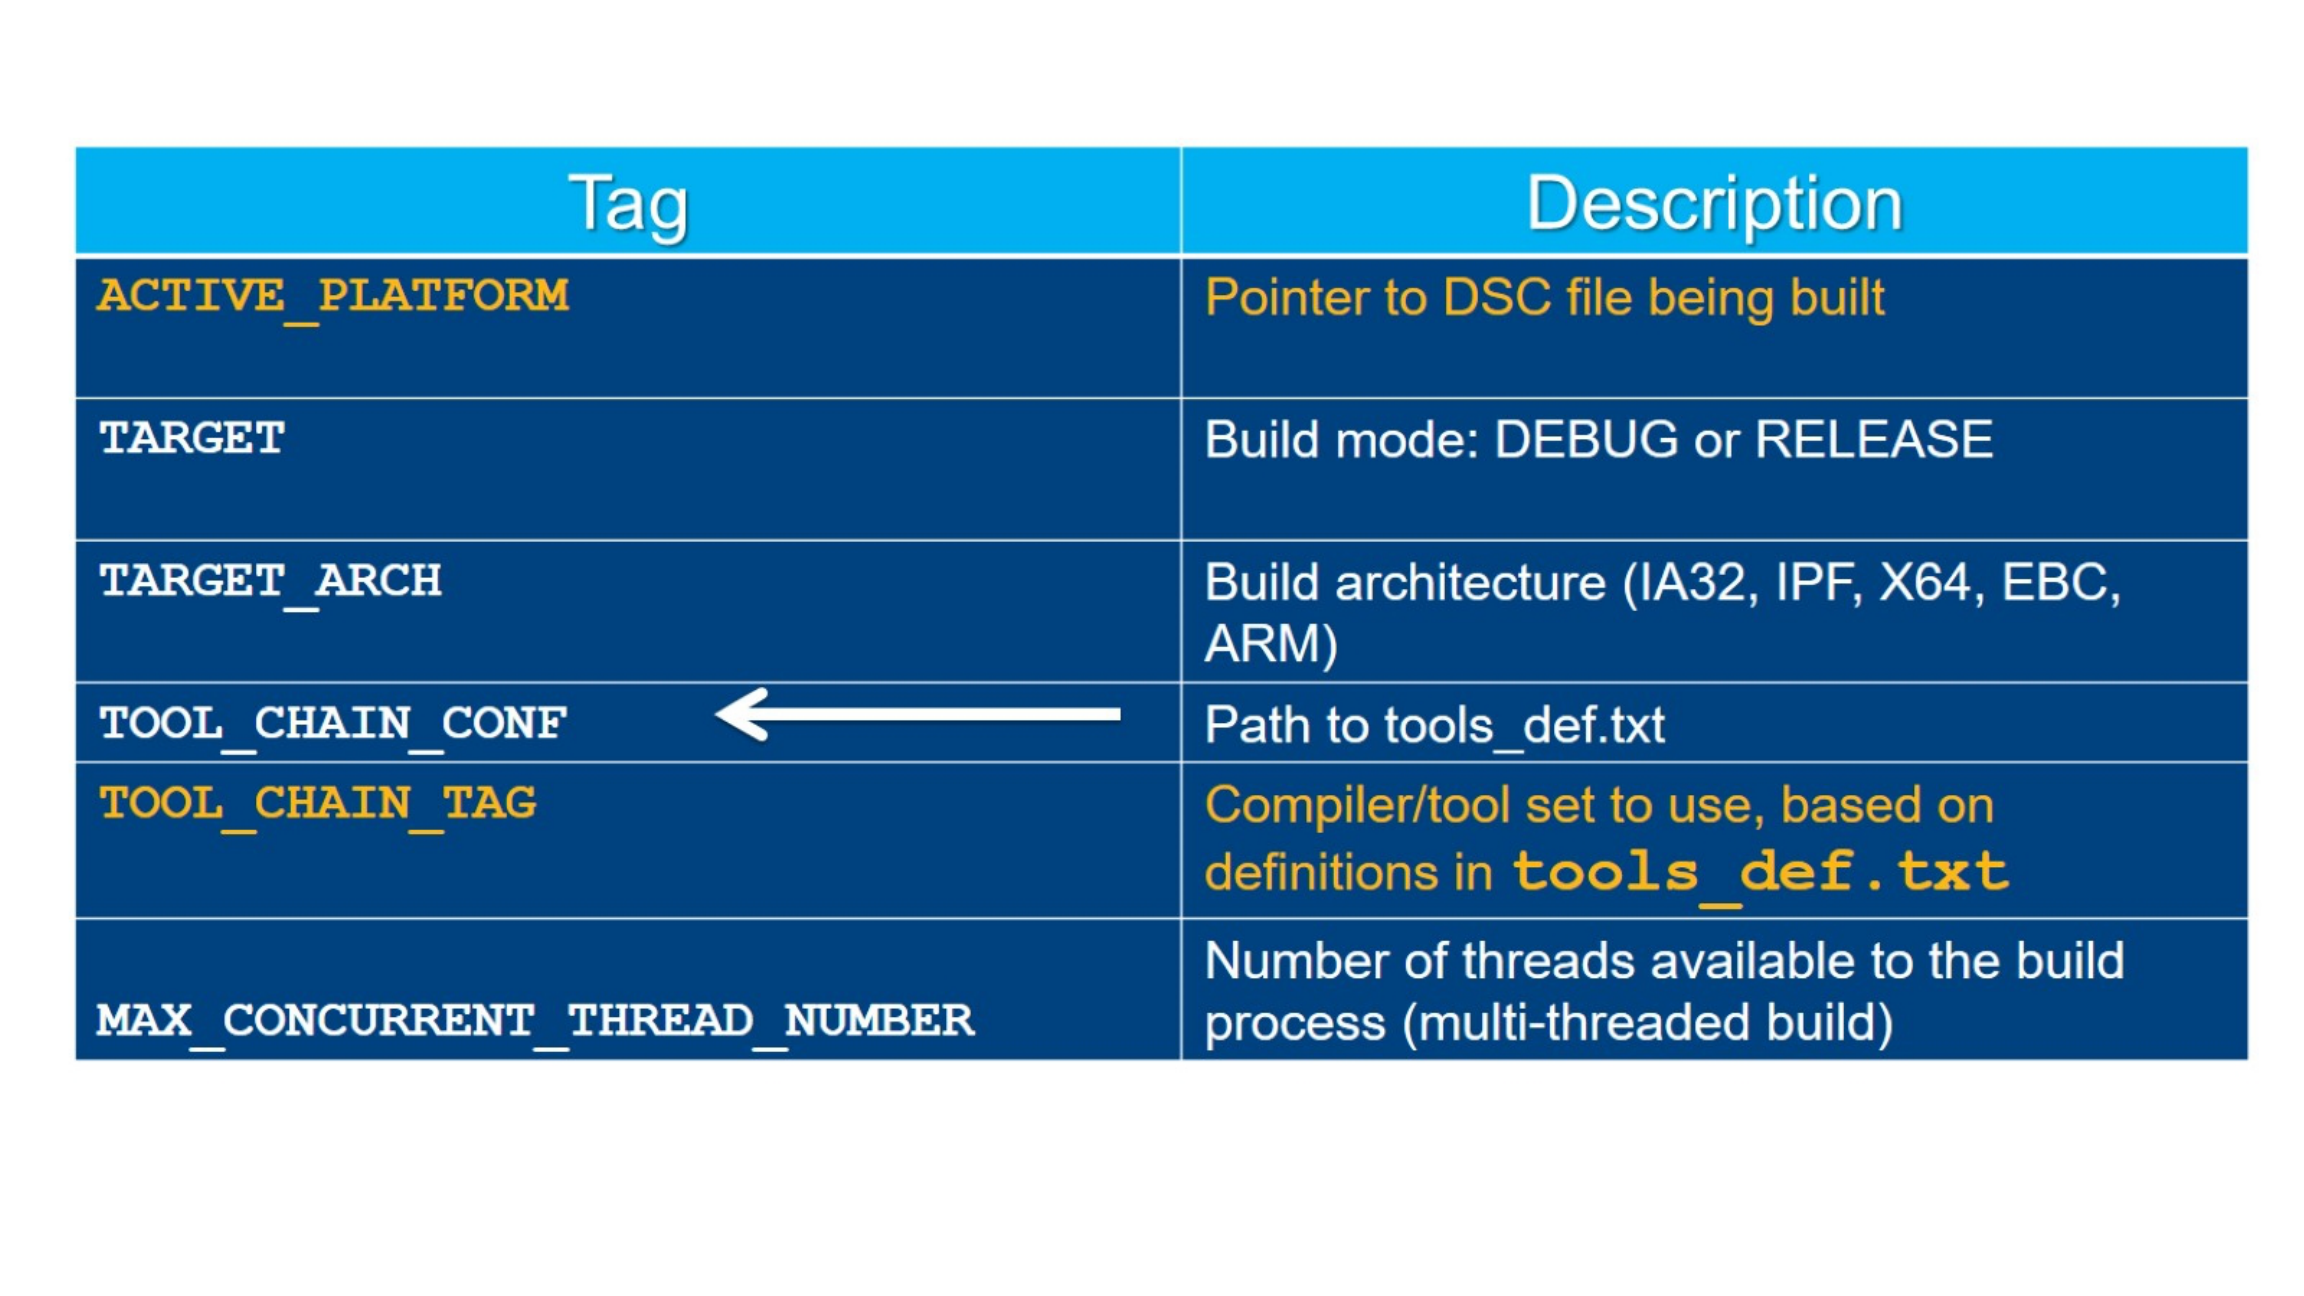 Tag
Description
ACTIVE_PLATFORM
Pointer to DSC file being built
TARGET
Build mode: DEBUG or RELEASE
TARGET_ARCH
Build architecture (IA32, IPF, X64, EBC,
ARM)
TOOL_CHAIN_CONF
Path to tools_def.txt
TOOL_CHAIN_TAG
Compiler/tool set to use, based on
definitions in tools_def.txt
MAX_CONCURRENT_THREAD_NUMBER
Number of threads available to the build
process (multi-threaded build)